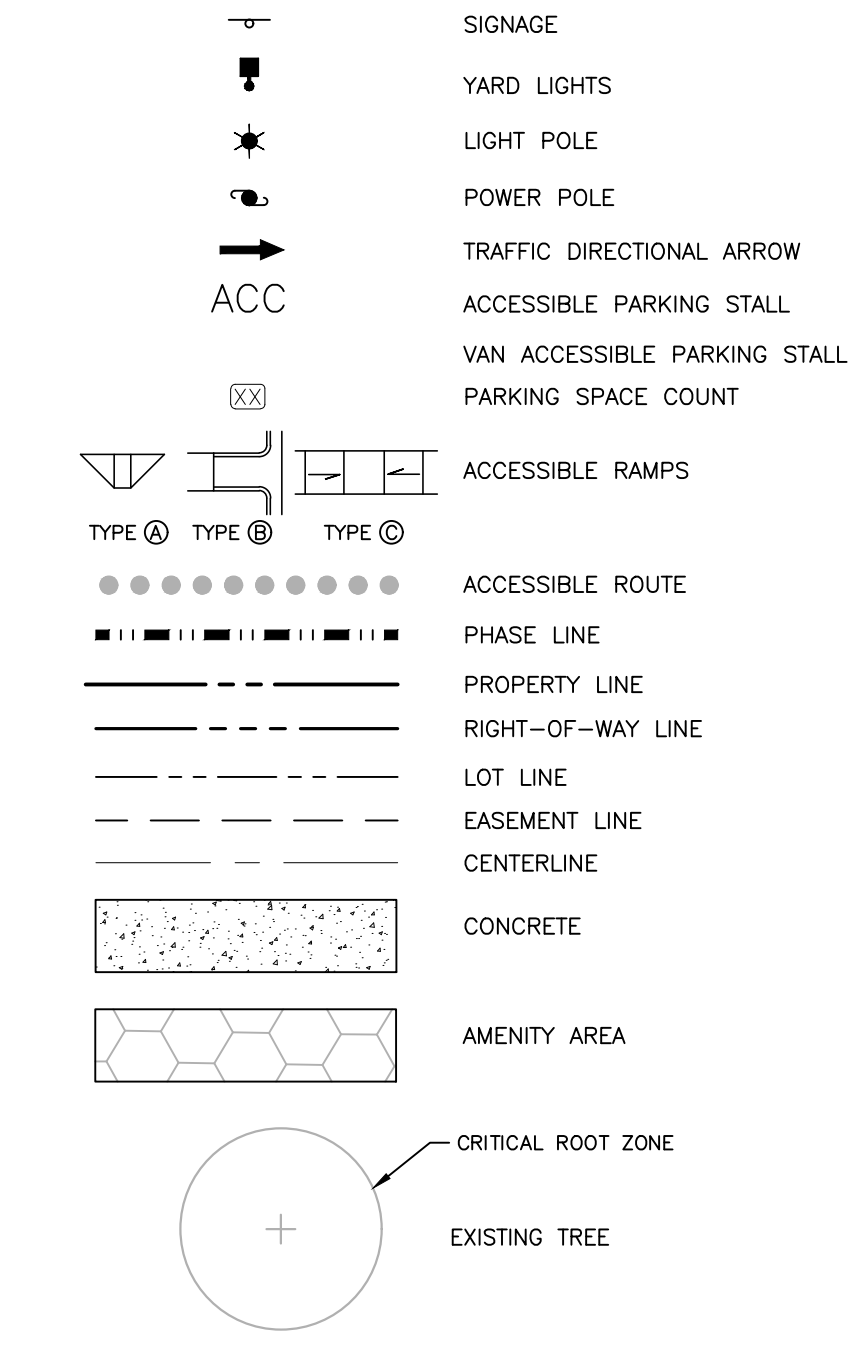 SIGNAGE
YARD LIGHTS
LIGHT POLE
POWER POLE
TRAFFIC DIRECTIONAL ARROW
ACC ACCESSIBLE PARKING STALL
VAN ACCESSIBLE PARKING STALL
XX PARKING SPACE COUNT
ACCESSIBLE RAMPS
TYPE A TYPE B TYPE C
ACCESSIBLE ROUTE
PHASE LINE
PROPERTY LINE
RIGHT-OF-WAY LINE
LOT LINE
EASEMENT LINE
CENTERLINE
CONCRETE
AMENITY AREA
CRITICAL ROOT ZONE
EXISTING TREE